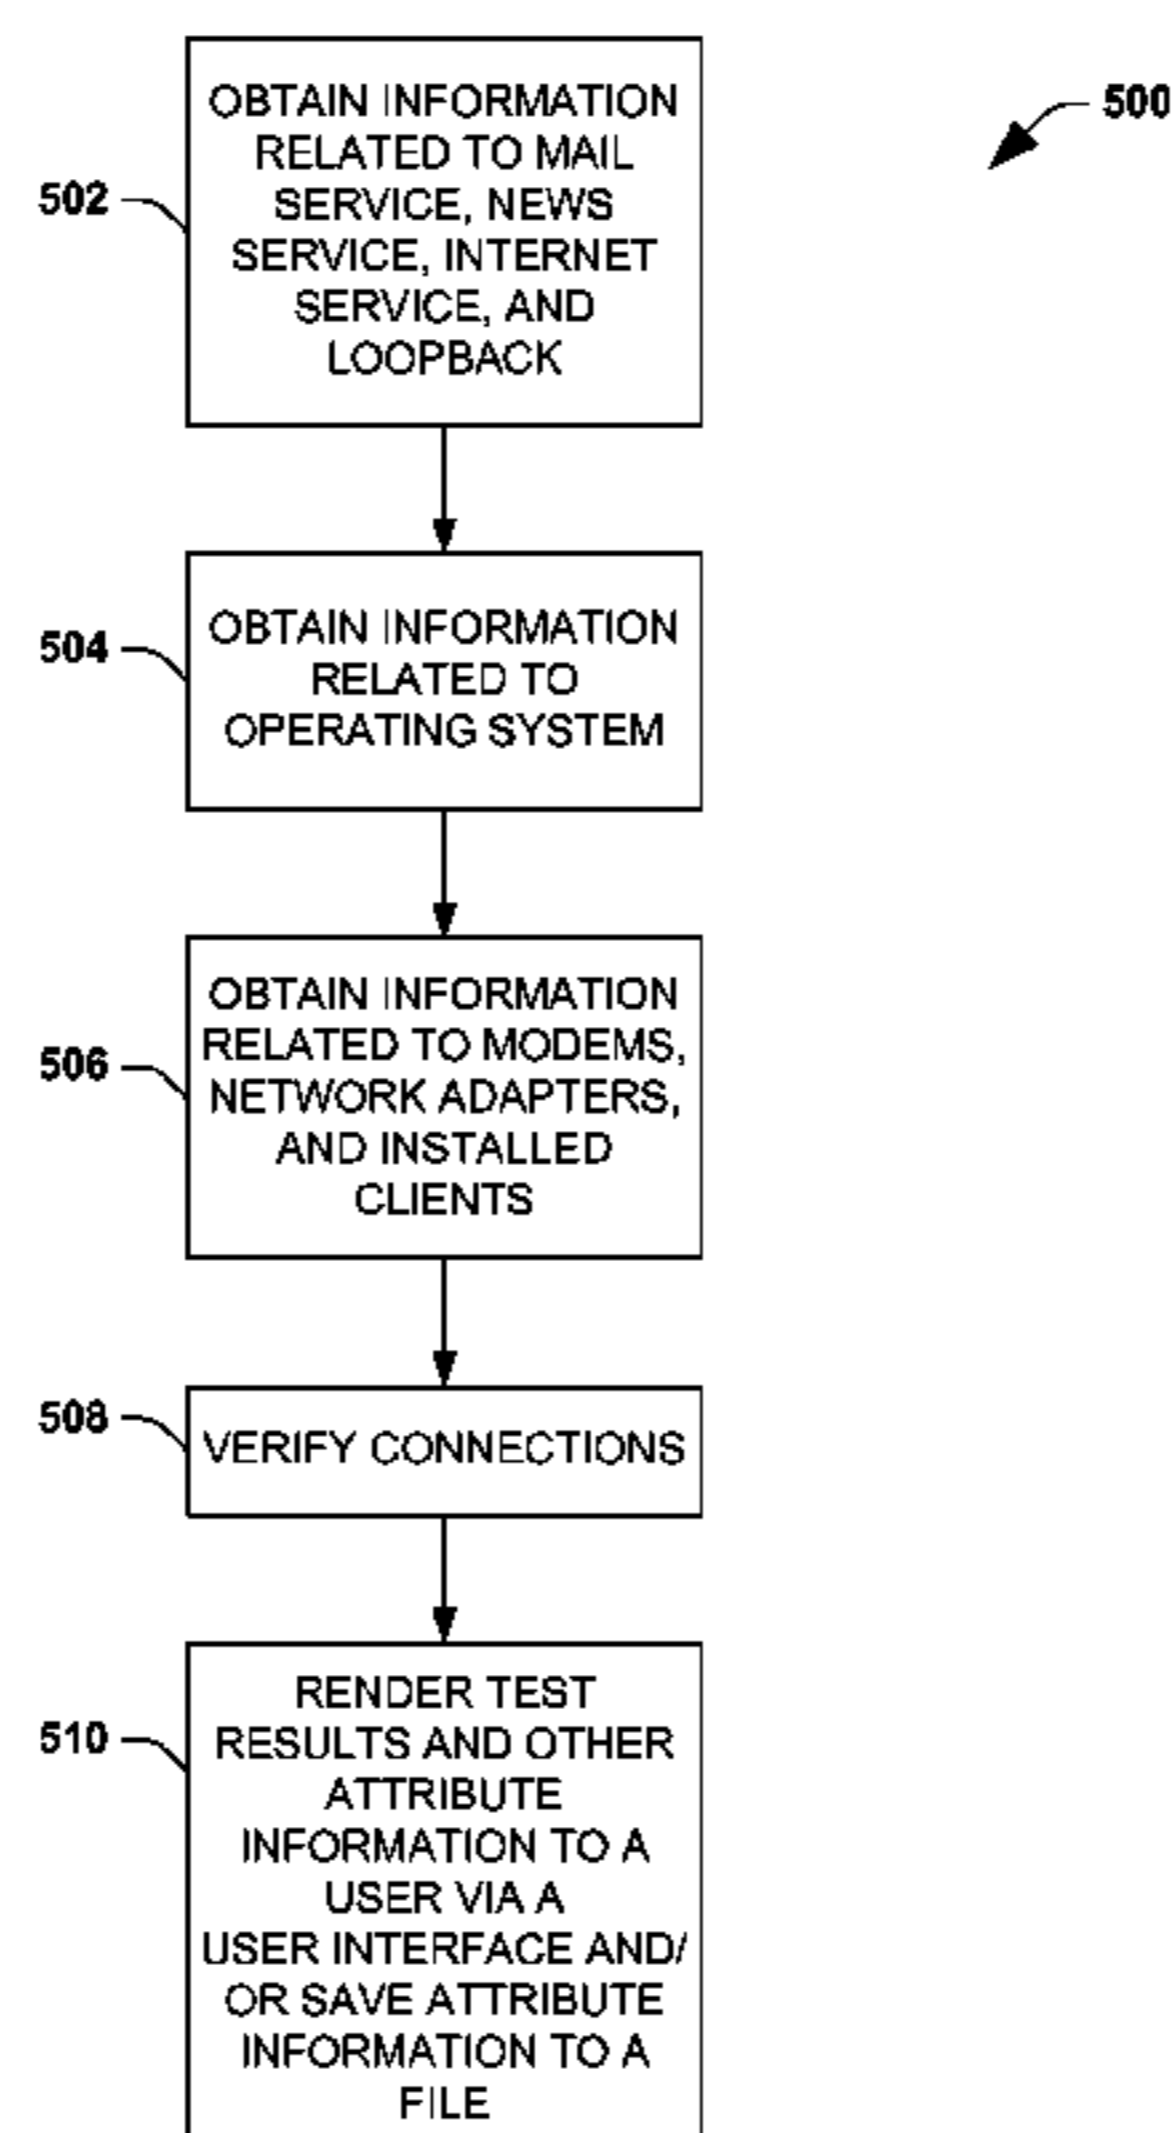 500
502
OBTAIN INFORMATION
RELATED TO MAIL
SERVICE, NEWS
SERVICE, INTERNET
SERVICE, AND
LOOPBACK
504
OBTAIN INFORMATION
RELATED TO
OPERATING SYSTEM
506
OBTAIN INFORMATION
RELATED TO MODEMS,
NETWORK ADAPTERS,
AND INSTALLED
CLIENTS
508
VERIFY CONNECTIONS
510
RENDER TEST
RESULTS AND OTHER
ATTRIBUTE
INFORMATION TO A
USER VIA A
USER INTERFACE AND/
OR SAVE ATTRIBUTE
INFORMATION TO A
FILE